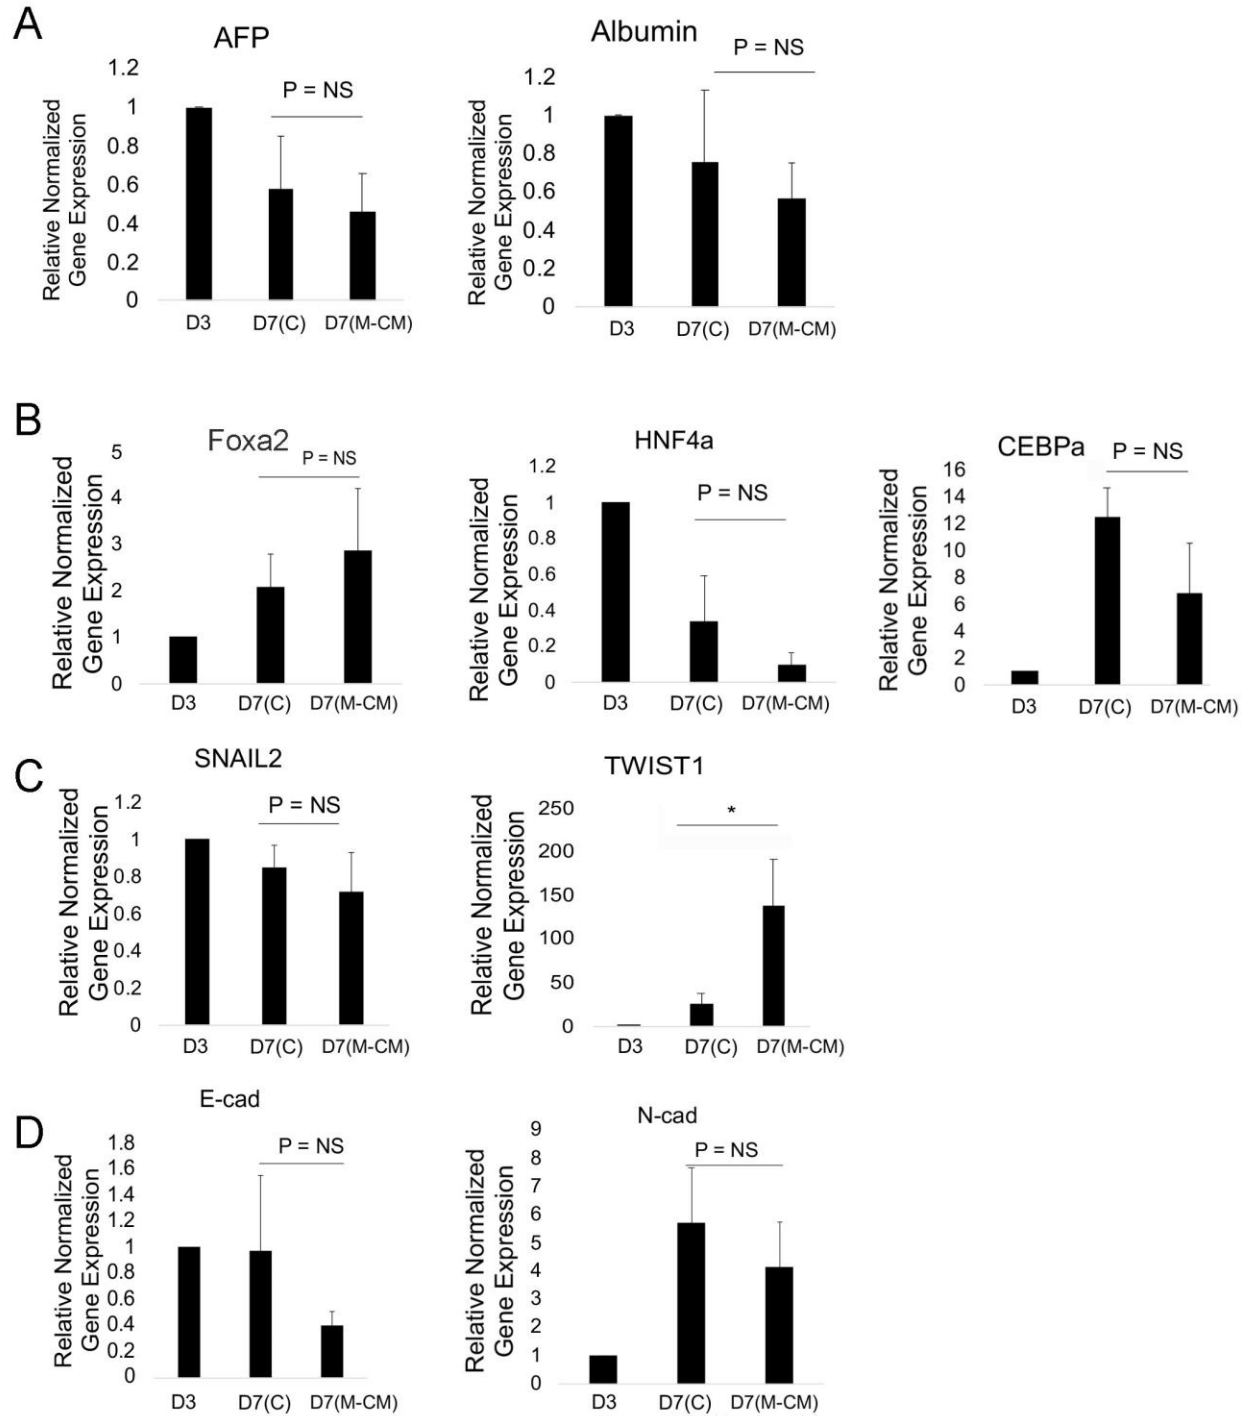 A
AFP
P = NS
Relative Normalized
Gene Expression
1.2
1
0.8
0.6
0.4
0.2
0
D3 D7(C) D7(M-CM)
Albumin
P = NS
Relative Normalized
Gene Expression
1.2
1
0.8
0.6
0.4
0.2
0
D3 D7(C) D7(M-CM)
B
Foxa2
P = NS
Relative Normalized
Gene Expression
5
4
3
2
1
0
D3 D7(C) D7(M-CM)
HNF4a
P = NS
Relative Normalized
Gene Expression
1.2
1
0.8
0.6
0.4
0.2
0
D3 D7(C) D7(M-CM)
CEBPa
P = NS
Relative Normalized
Gene Expression
16
14
12
10
8
6
4
2
0
D3 D7(C) D7(M-CM)
C
SNAIL2
P = NS
Relative Normalized
Gene Expression
1.2
1
0.8
0.6
0.4
0.2
0
D3 D7(C) D7(M-CM)
TWIST1
*
Relative Normalized
Gene Expression
250
200
150
100
50
0
D3 D7(C) D7(M-CM)
D
E-cad
P = NS
Relative Normalized
Gene Expression
1.8
1.6
1.4
1.2
1
0.8
0.6
0.4
0.2
0
D3 D7(C) D7(M-CM)
N-cad
P = NS
Relative Normalized
Gene Expression
9
8
7
6
5
4
3
2
1
0
D3 D7(C) D7(M-CM)